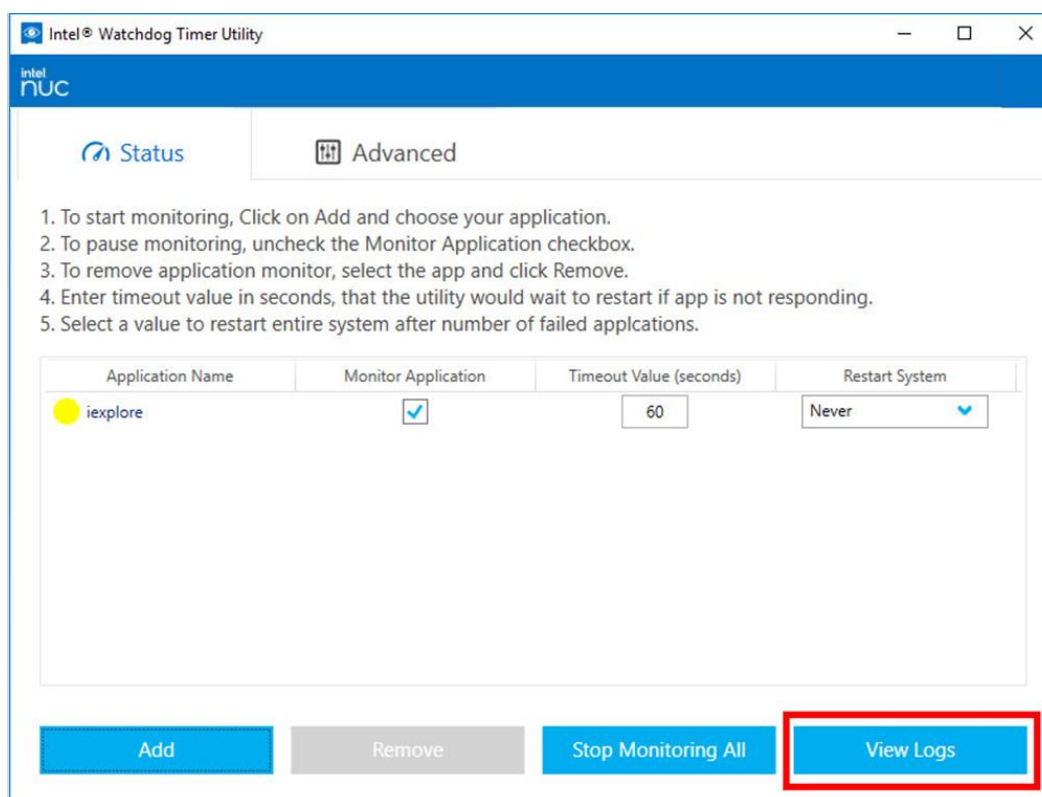 Intel® Watchdog Timer Utility
intel
nuc
Status
Advanced
1. To start monitoring, Click on Add and choose your application.
2. To pause monitoring, uncheck the Monitor Application checkbox.
3. To remove application monitor, select the app and click Remove.
4. Enter timeout value in seconds, that the utility would wait to restart if app is not responding.
5. Select a value to restart entire system after number of failed applcations.
Application Name Monitor Application Timeout Value (seconds) Restart System
iexplore 60 Never
Add Remove Stop Monitoring All View Logs